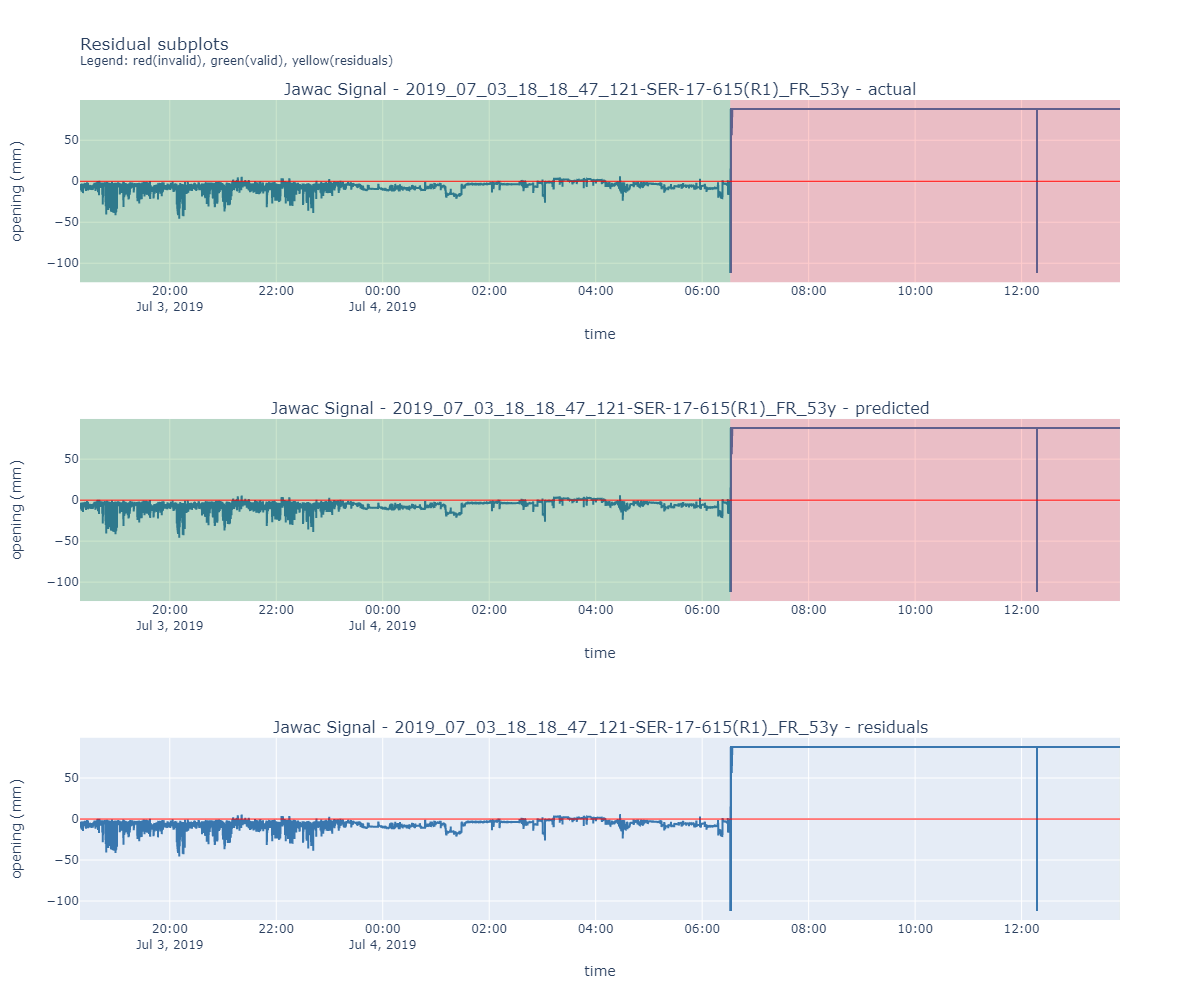 Residual subplots
Legend: red(invalid), green(valid), yellow(residuals)
Jawac Signal - 2019_07_03_18_18_47_121-SER-17-615(R1)_FR_53y - actual
opening (mm)
50
0
−50
−100
20:00 22:00 00:00 02:00 04:00 06:00 08:00 10:00 12:00
Jul 3, 2019 Jul 4, 2019
time
Jawac Signal - 2019_07_03_18_18_47_121-SER-17-615(R1)_FR_53y - predicted
opening (mm)
50
0
−50
−100
20:00 22:00 00:00 02:00 04:00 06:00 08:00 10:00 12:00
Jul 3, 2019 Jul 4, 2019
time
Jawac Signal - 2019_07_03_18_18_47_121-SER-17-615(R1)_FR_53y - residuals
opening (mm)
50
0
−50
−100
20:00 22:00 00:00 02:00 04:00 06:00 08:00 10:00 12:00
Jul 3, 2019 Jul 4, 2019
time